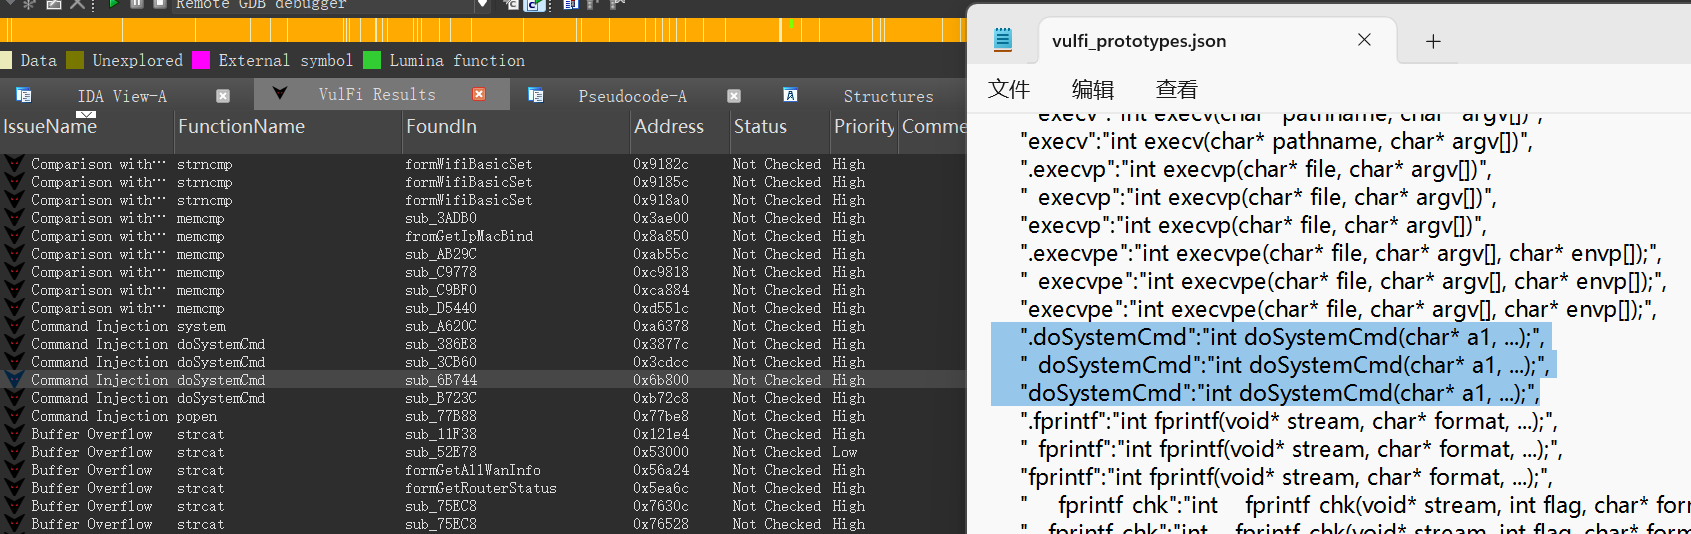 Remote GDB debugger
Data Unexplored External symbol Lumina function
IDA View-A VulFi Results Pseudocode-A Structures
IssueName FunctionName FoundIn Address Status Priority Comme
Comparison with··· strncmp formWifiBasicSet 0x9182c Not Checked High
Comparison with··· strncmp formWifiBasicSet 0x9185c Not Checked High
Comparison with··· strncmp formWifiBasicSet 0x918a0 Not Checked High
Comparison with··· memcmp sub_3ADB0 0x3ae00 Not Checked High
Comparison with··· memcmp fromGetIpMacBind 0x8a850 Not Checked High
Comparison with··· memcmp sub_AB29C 0xab55c Not Checked High
Comparison with··· memcmp sub_C9778 0xc9818 Not Checked High
Comparison with··· memcmp sub_C9BF0 0xca884 Not Checked High
Comparison with··· memcmp sub_D5440 0xd551c Not Checked High
Command Injection system sub_A620C 0xa6378 Not Checked High
Command Injection doSystemCmd sub_386E8 0x3877c Not Checked High
Command Injection doSystemCmd sub_3CB60 0x3cdcc Not Checked High
Command Injection doSystemCmd sub_6B744 0x6b800 Not Checked High
Command Injection doSystemCmd sub_B723C 0xb72c8 Not Checked High
Command Injection popen sub_77B88 0x77be8 Not Checked High
Buffer Overflow strcat sub_11F38 0x121e4 Not Checked High
Buffer Overflow strcat sub_52E78 0x53000 Not Checked Low
Buffer Overflow strcat formGetAllWanInfo 0x56a24 Not Checked High
Buffer Overflow strcat formGetRouterStatus 0x5ea6c Not Checked High
Buffer Overflow strcat sub_75EC8 0x7630c Not Checked High
Buffer Overflow strcat sub_75EC8 0x76528 Not Checked High
vulfi_prototypes.json
文件 编辑 查看
" execv":"int execv(char* pathname, char* argv[])",
"execv":"int execv(char* pathname, char* argv[])",
".execvp":"int execvp(char* file, char* argv[])",
"_execvp":"int execvp(char* file, char* argv[])",
"execvp":"int execvp(char* file, char* argv[])",
".execvpe":"int execvpe(char* file, char* argv[], char* envp[]);",
"_execvpe":"int execvpe(char* file, char* argv[], char* envp[]);",
"execvpe":"int execvpe(char* file, char* argv[], char* envp[]);",
".doSystemCmd":"int doSystemCmd(char* a1, ...);",
"_doSystemCmd":"int doSystemCmd(char* a1, ...);",
"doSystemCmd":"int doSystemCmd(char* a1, ...);",
".fprintf":"int fprintf(void* stream, char* format, ...);",
"_fprintf":"int fprintf(void* stream, char* format, ...);",
"fprintf":"int fprintf(void* stream, char* format, ...);",
"__fprintf_chk":"int __fprintf_chk(void* stream, int flag, char* for